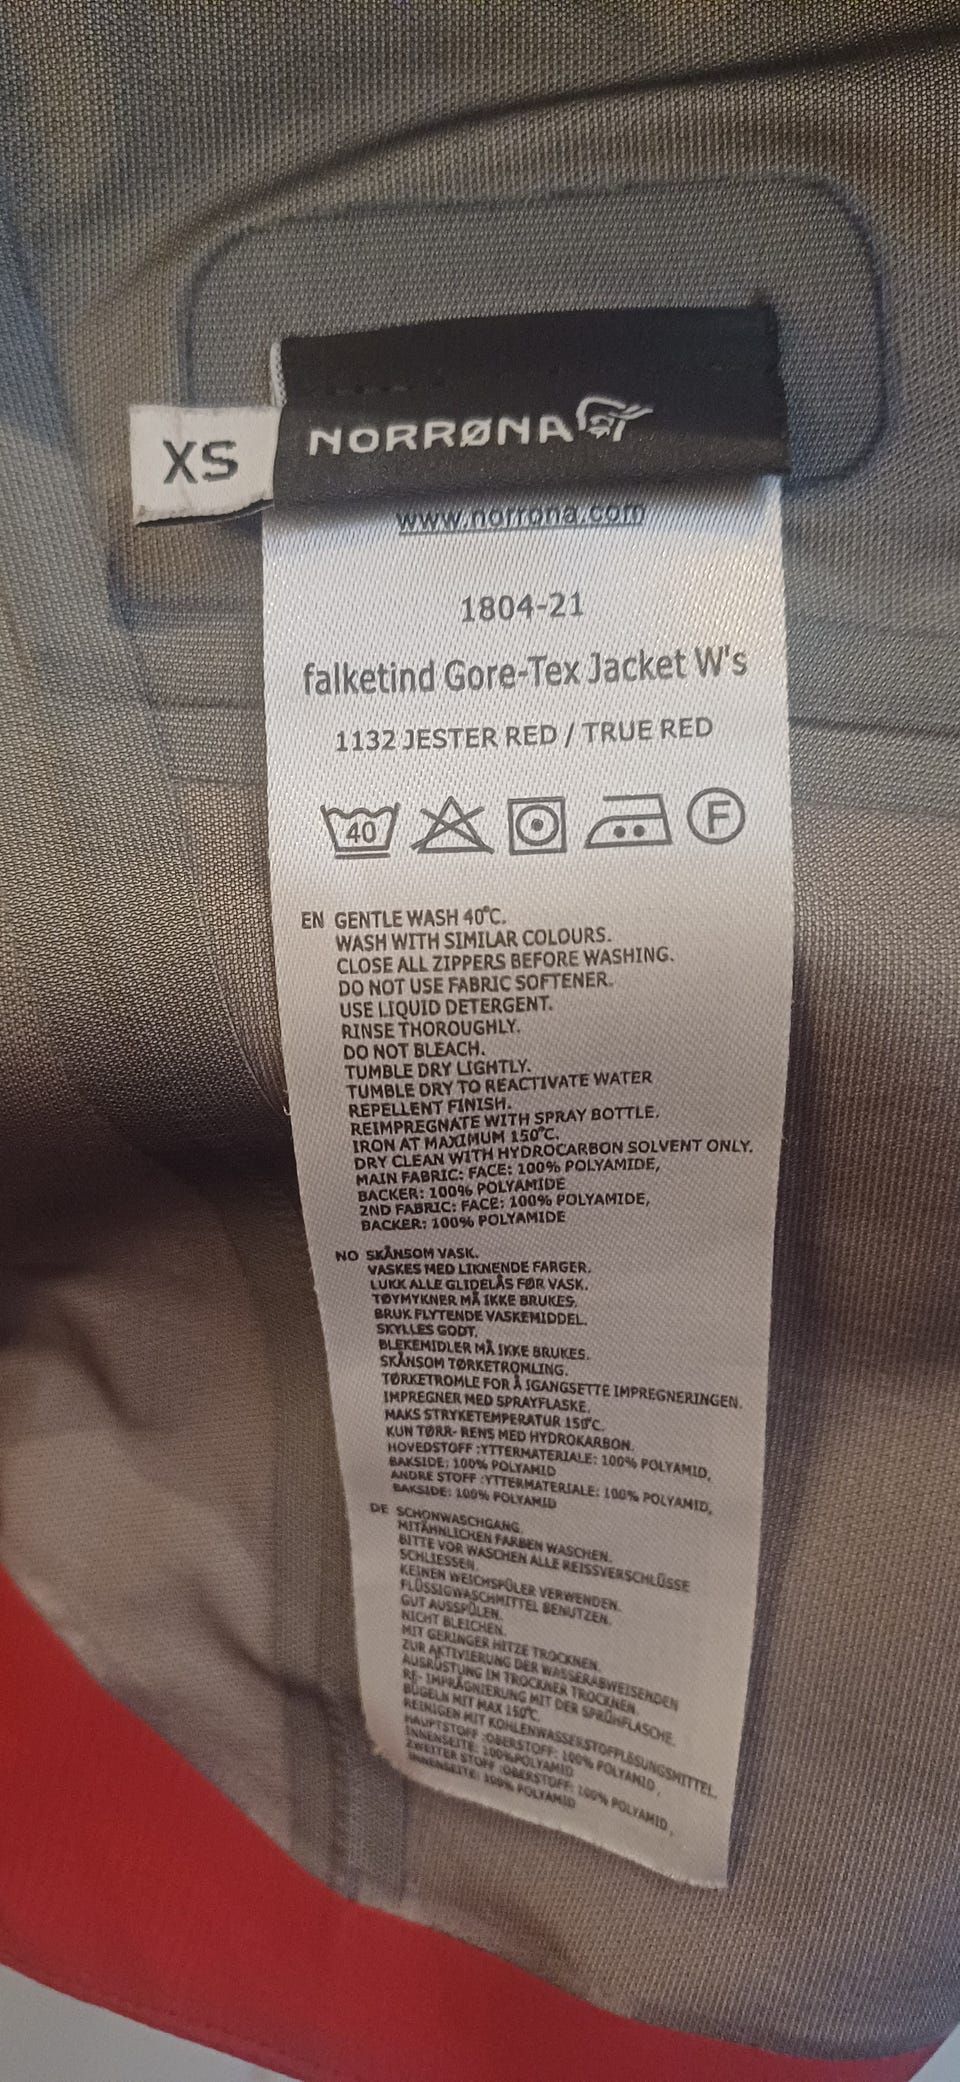 XS
NORRØNA
www.norrona.com
1804-21
falketind Gore-Tex Jacket W's
1132 JESTER RED / TRUE RED
40
F
EN GENTLE WASH 40°C.
WASH WITH SIMILAR COLOURS.
CLOSE ALL ZIPPERS BEFORE WASHING.
DO NOT USE FABRIC SOFTENER.
USE LIQUID DETERGENT.
RINSE THOROUGHLY.
DO NOT BLEACH.
TUMBLE DRY LIGHTLY.
TUMBLE DRY TO REACTIVATE WATER
REPELLENT FINISH.
REIMPREGNATE WITH SPRAY BOTTLE.
IRON AT MAXIMUM 150°C.
DRY CLEAN WITH HYDROCARBON SOLVENT ONLY.
MAIN FABRIC: FACE: 100% POLYAMIDE,
BACKER: 100% POLYAMIDE
2ND FABRIC: FACE: 100% POLYAMIDE,
BACKER: 100% POLYAMIDE
NO SKÅNSOM VASK.
VASKES MED LIKNENDE FARGER.
LUKK ALLE GLIDELÅS FØR VASK.
TØYMYKNER MÅ IKKE BRUKES.
BRUK FLYTENDE VASKEMIDDEL.
SKYLLES GODT.
BLEKEMIDLER MÅ IKKE BRUKES.
SKÅNSOM TØRKETROMLING.
TØRKETROMLE FOR Å IGANGSETTE IMPREGNERINGEN.
IMPREGNER MED SPRAYFLASKE.
MAKS STRYKETEMPERATUR 150°C.
KUN TØRR- RENS MED HYDROKARBON.
HOVEDSTOFF :YTTERMATERIALE: 100% POLYAMID,
BAKSIDE: 100% POLYAMID
ANDRE STOFF :YTTERMATERIALE: 100% POLYAMID,
BAKSIDE: 100% POLYAMID
DE SCHONWASCHGANG.
MITÄHNLICHEN FARBEN WASCHEN.
BITTE VOR WASCHEN ALLE REISSVERSCHLÜSSE
SCHLIESSEN.
KEINEN WEICHSPÜLER VERWENDEN.
FLÜSSIGWASCHMITTEL BENUTZEN.
GUT AUSSPÜLEN.
NICHT BLEICHEN.
MIT GERINGER HITZE TROCKNEN.
ZUR AKTIVIERUNG DER WASSERABWEISENDEN
AUSRÜSTUNG IM TROCKNER TROCKNEN.
RE- IMPRÄGNIERUNG MIT DER SPRÜHFLASCHE.
BÜGELN MIT MAX 150°C.
REINIGEN MIT KOHLENWASSERSTOFFLÖSUNGSMITTEL.
HAUPTSTOFF :OBERSTOFF: 100% POLYAMID,
INNENSEITE: 100%POLYAMID
ZWEITER STOFF :OBERSTOFF: 100% POLYAMID,
INNENSEITE: 100% POLYAMID